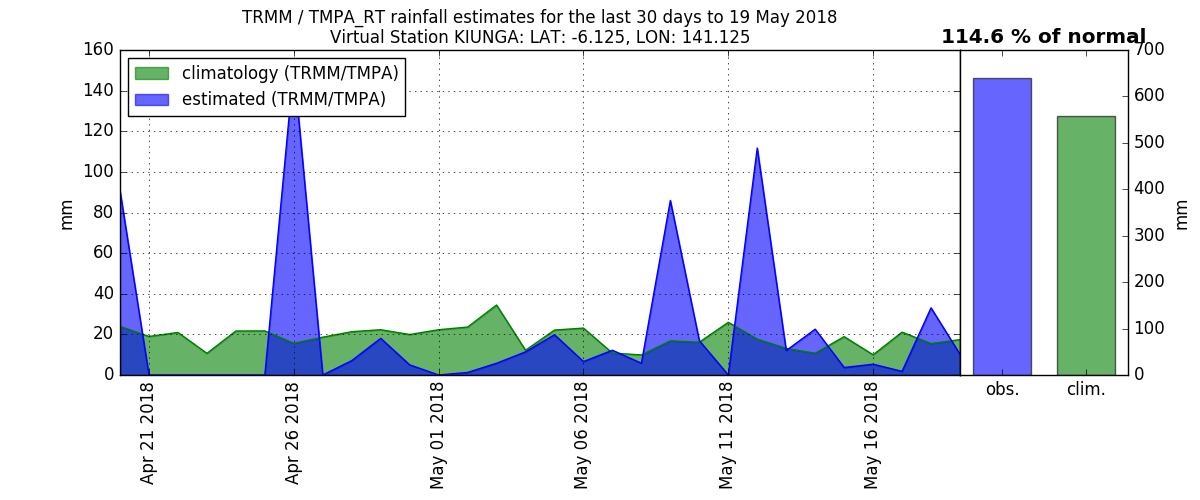 TRMM / TMPA_RT rainfall estimates for the last 30 days to 19 May 2018
Virtual Station KIUNGA: LAT: -6.125, LON: 141.125
114.6 % of normal
climatology (TRMM/TMPA)
estimated (TRMM/TMPA)
mm
160
140
120
100
80
60
40
20
0
Apr 21 2018
Apr 26 2018
May 01 2018
May 06 2018
May 11 2018
May 16 2018
700
600
500
400
300
200
100
0
mm
obs.
clim.